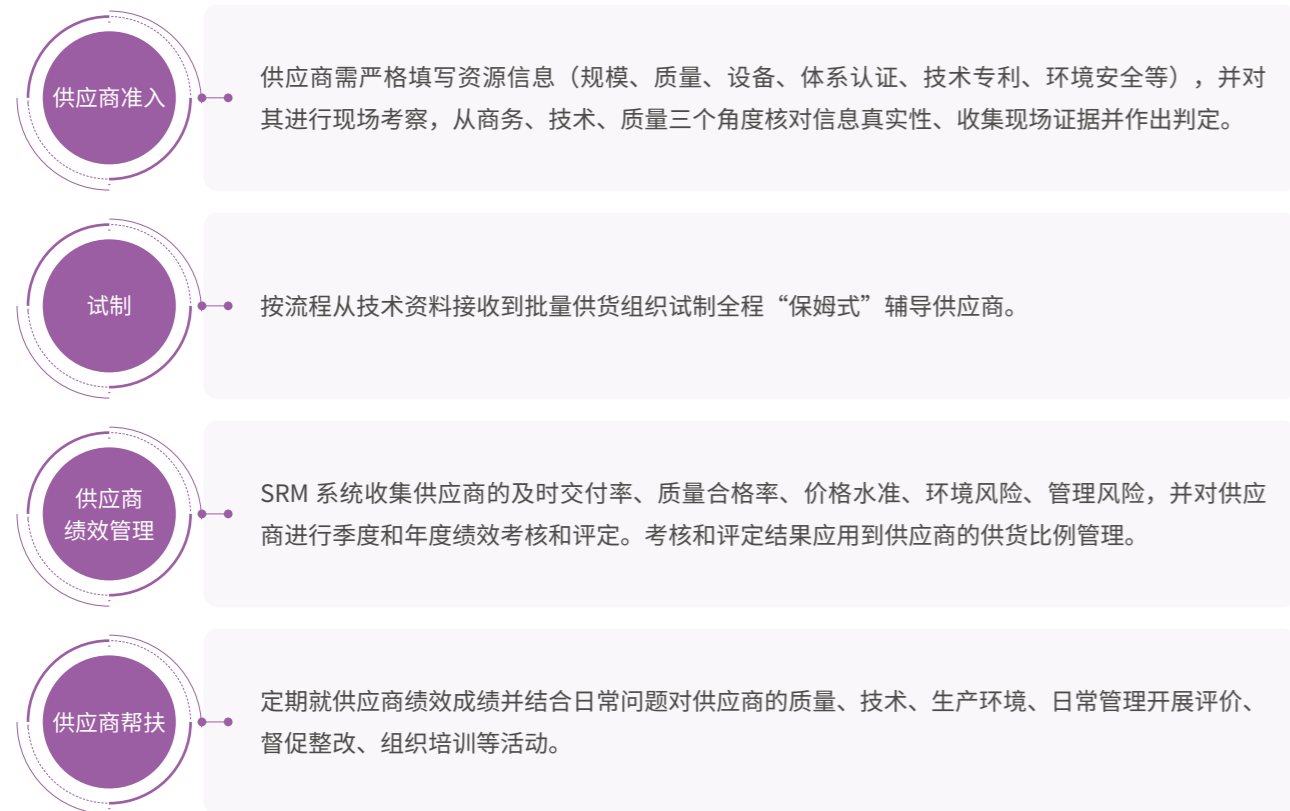 供应商准入
供应商需严格填写资源信息（规模、质量、设备、体系认证、技术专利、环境安全等），并对
其进行现场考察，从商务、技术、质量三个角度核对信息真实性、收集现场证据并作出判定。
试制
按流程从技术资料接收到批量供货组织试制全程“保姆式”辅导供应商。
供应商
绩效管理
SRM 系统收集供应商的及时交付率、质量合格率、价格水准、环境风险、管理风险，并对供应
商进行季度和年度绩效考核和评定。考核和评定结果应用到供应商的供货比例管理。
供应商帮扶
定期就供应商绩效成绩并结合日常问题对供应商的质量、技术、生产环境、日常管理开展评价、
督促整改、组织培训等活动。